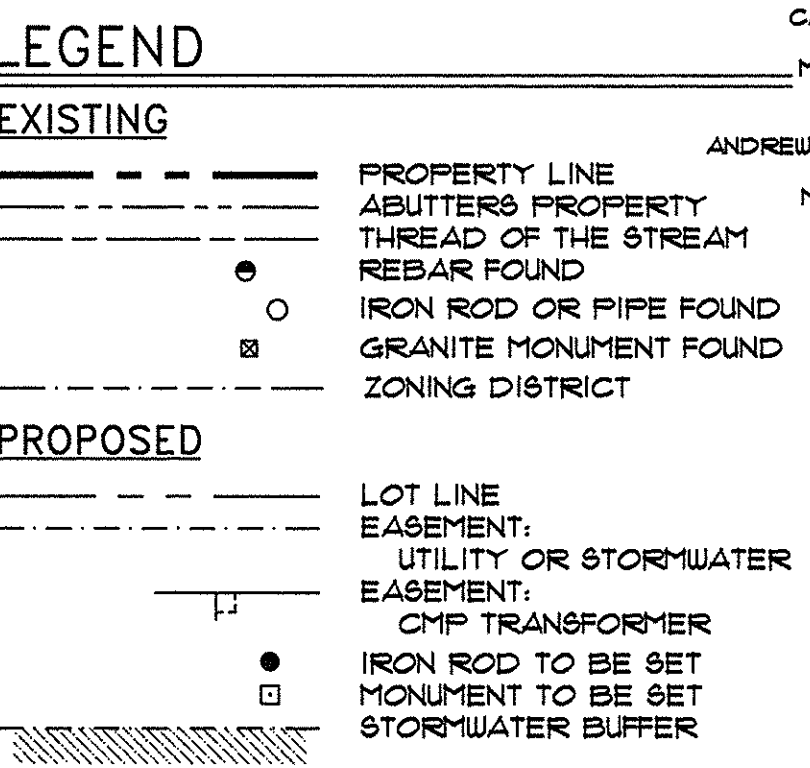 LEGEND
EXISTING
ANDREW
PROPERTY LINE
ABUTTERS PROPERTY
THREAD OF THE STREAM
REBAR FOUND
IRON ROD OR PIPE FOUND
GRANITE MONUMENT FOUND
ZONING DISTRICT
PROPOSED
LOT LINE
EASEMENT:
UTILITY OR STORMWATER
EASEMENT:
CMP TRANSFORMER
IRON ROD TO BE SET
MONUMENT TO BE SET
STORMWATER BUFFER